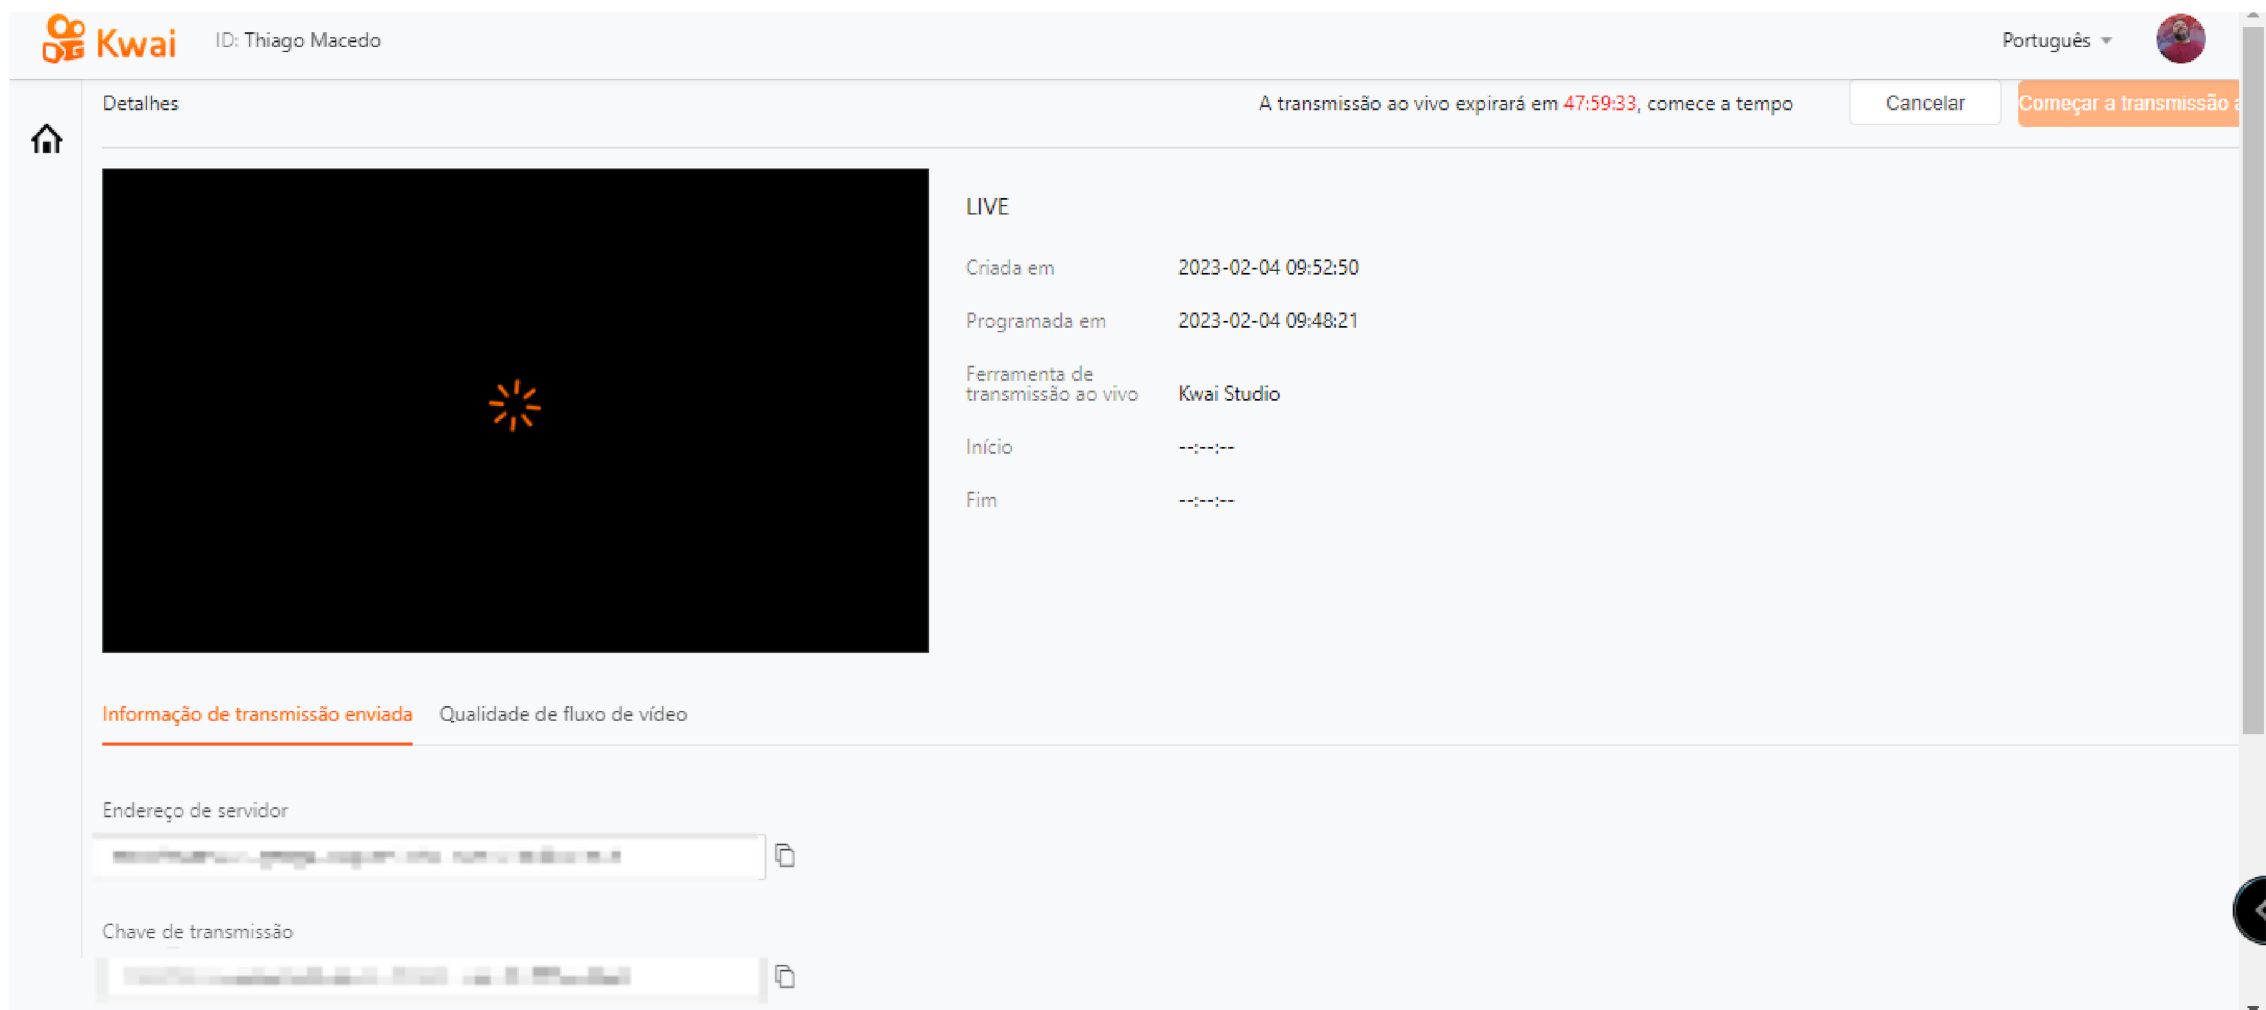 Kwai ID: Thiago Macedo Português
Detalhes A transmissão ao vivo expirará em 47:59:33, comece a tempo Cancelar Começar a transmissão a
LIVE
Criada em 2023-02-04 09:52:50
Programada em 2023-02-04 09:48:21
Ferramenta de
transmissão ao vivo Kwai Studio
Início --:--:--
Fim --:--:--
Informação de transmissão enviada Qualidade de fluxo de vídeo
Endereço de servidor
Chave de transmissão